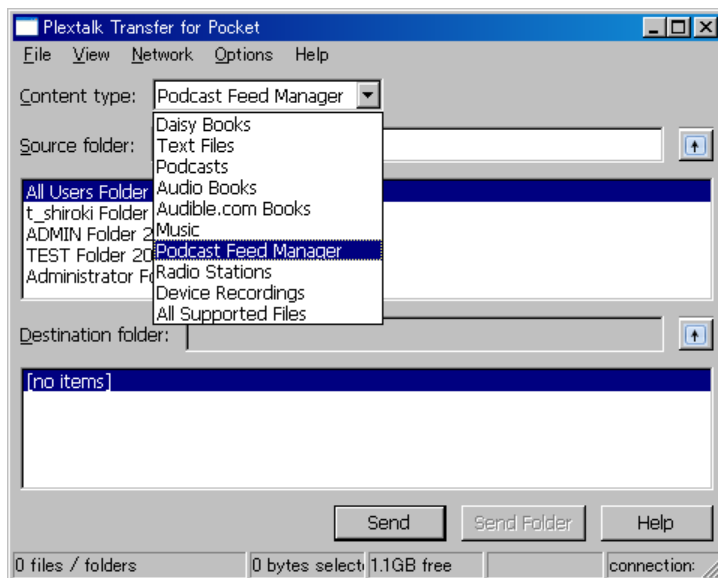 Plextalk Transfer for Pocket
File View Network Options Help
Content type: Podcast Feed Manager
Daisy Books
Source folder: Text Files
Podcasts
All Users Folder Audio Books
t_shiroki Folder Audible.com Books
ADMIN Folder 2 Music
TEST Folder 20 Podcast Feed Manager
Administrator Fo Radio Stations
Device Recordings
All Supported Files
Destination folder:
[no items]
Send Send Folder Help
0 files / folders 0 bytes select 1.1GB free connection: